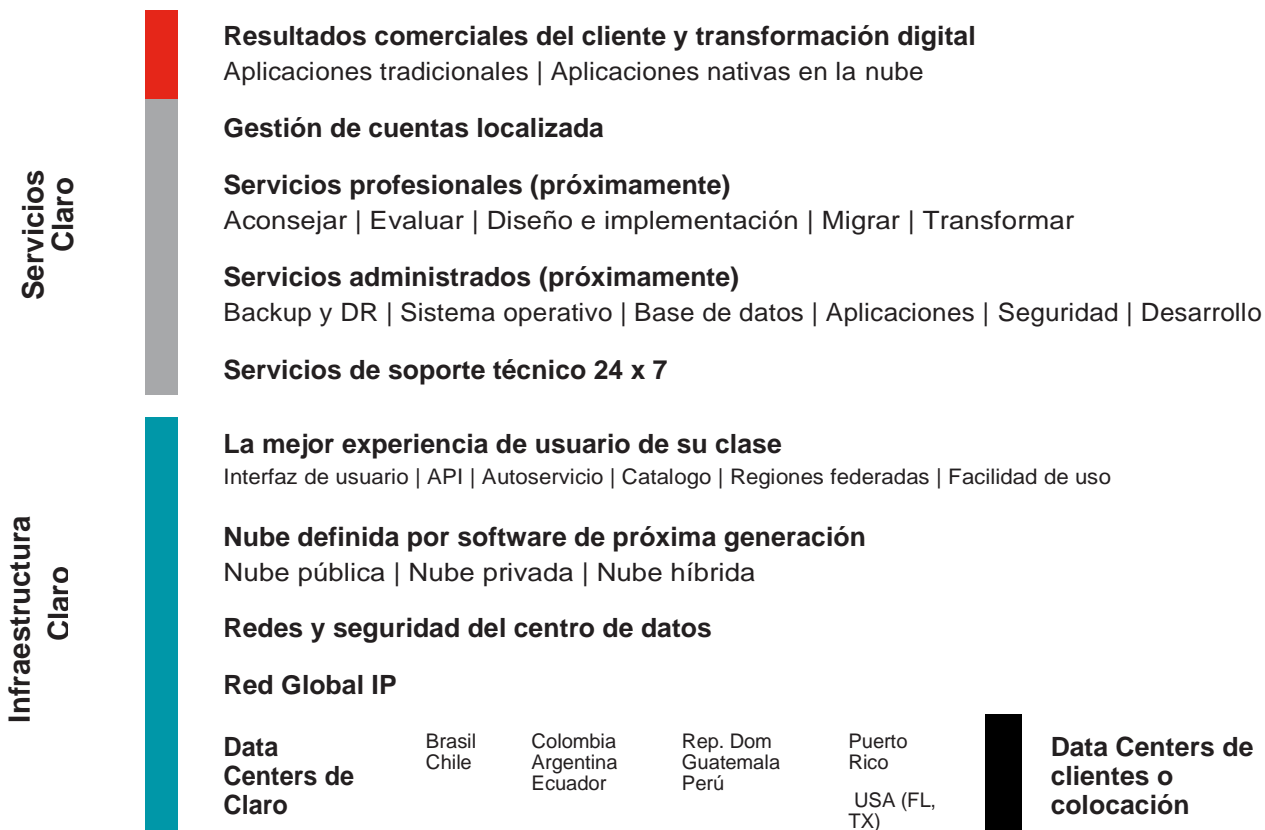 Resultados comerciales del cliente y transformación digital
Aplicaciones tradicionales | Aplicaciones nativas en la nube
Servicios
Claro
Gestión de cuentas localizada
Servicios profesionales (próximamente)
Aconsejar | Evaluar | Diseño e implementación | Migrar | Transformar
Servicios administrados (próximamente)
Backup y DR | Sistema operativo | Base de datos | Aplicaciones | Seguridad | Desarrollo
Servicios de soporte técnico 24 x 7
Infraestructura
Claro
La mejor experiencia de usuario de su clase
Interfaz de usuario | API | Autoservicio | Catalogo | Regiones federadas | Facilidad de uso
Nube definida por software de próxima generación
Nube pública | Nube privada | Nube híbrida
Redes y seguridad del centro de datos
Red Global IP
Data
Centers de
Claro
Brasil
Chile
Colombia
Argentina
Ecuador
Rep. Dom
Guatemala
Perú
Puerto
Rico
USA (FL,
TX)
Data Centers de
clientes o
colocación